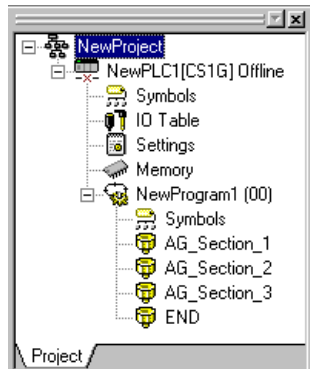 NewProject
NewPLC1[CS1G] Offline
Symbols
IO Table
Settings
Memory
NewProgram1 (00)
Symbols
AG_Section_1
AG_Section_2
AG_Section_3
END
Project